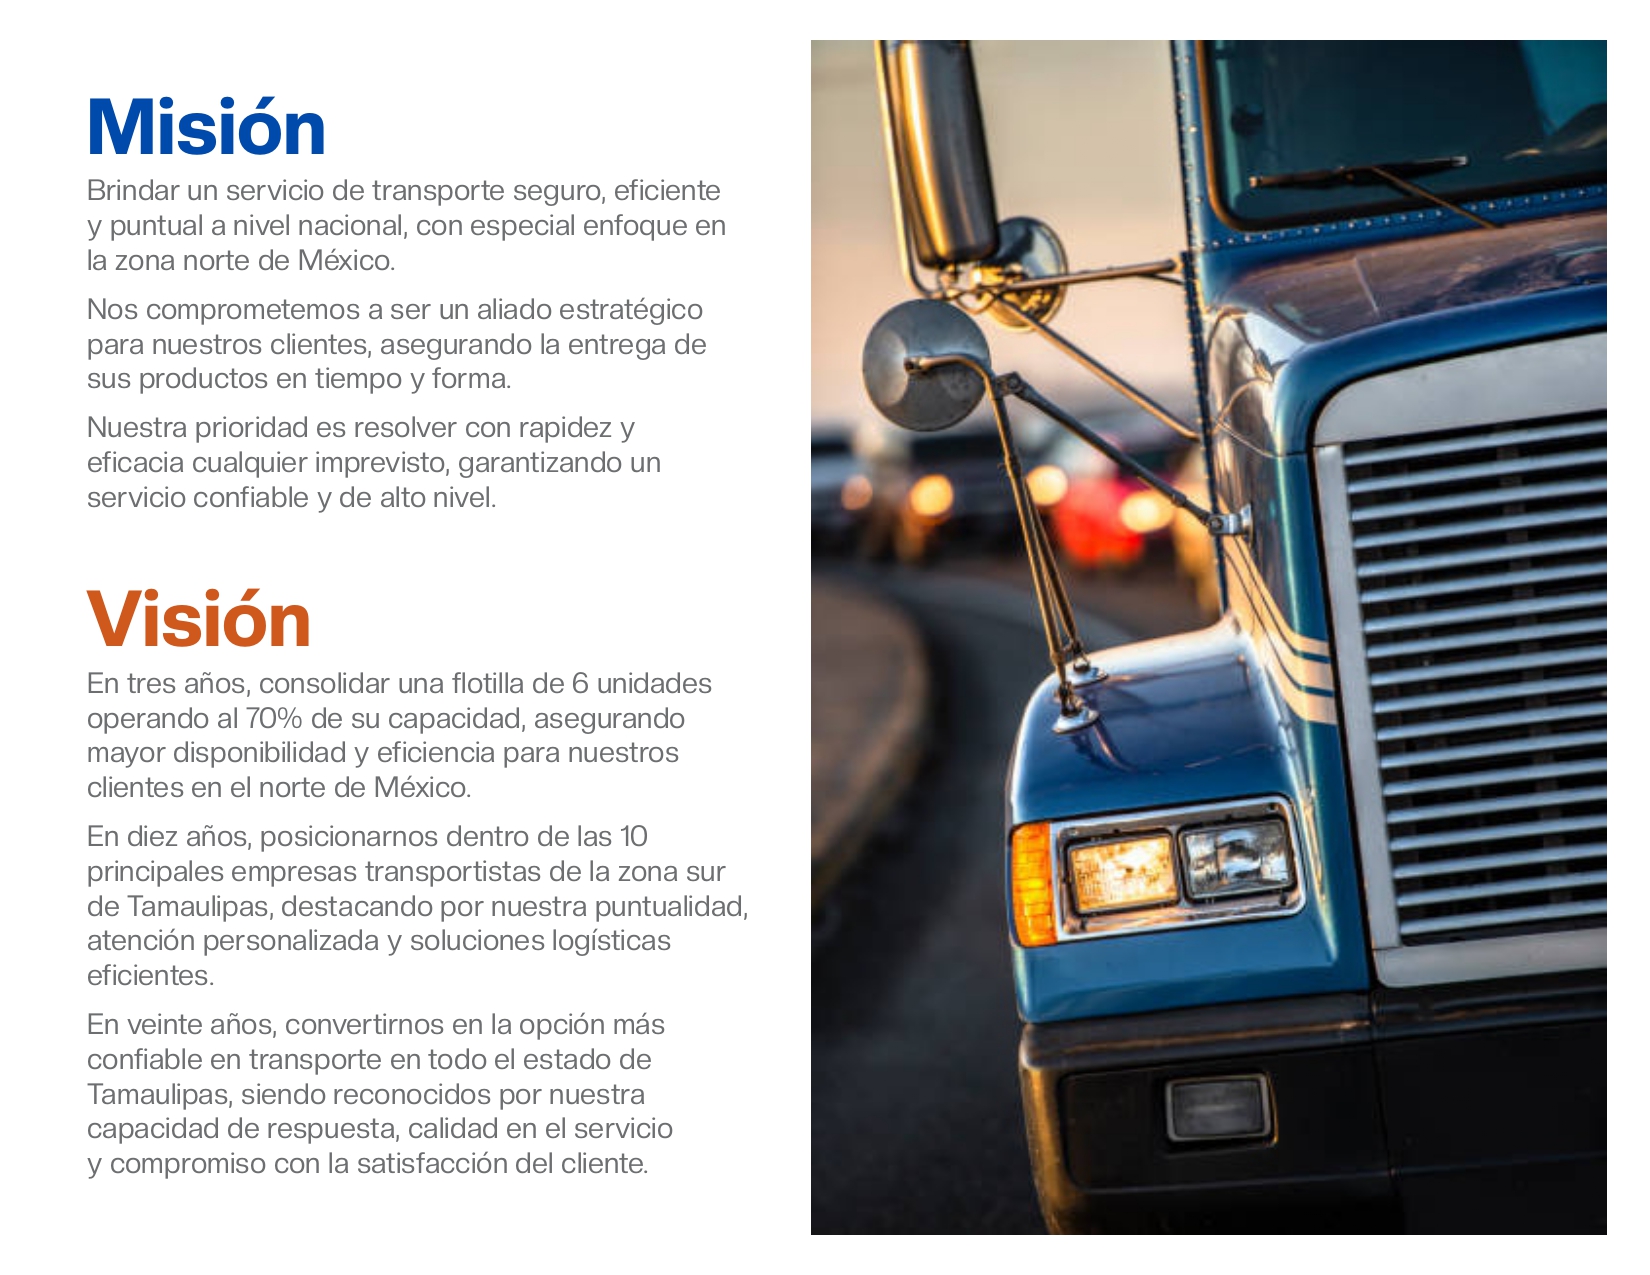 Misión
Brindar un servicio de transporte seguro, eficiente
y puntual a nivel nacional, con especial enfoque en
la zona norte de México.
Nos comprometemos a ser un aliado estratégico
para nuestros clientes, asegurando la entrega de
sus productos en tiempo y forma.
Nuestra prioridad es resolver con rapidez y
eficacia cualquier imprevisto, garantizando un
servicio confiable y de alto nivel.
Visión
En tres años, consolidar una flotilla de 6 unidades
operando al 70% de su capacidad, asegurando
mayor disponibilidad y eficiencia para nuestros
clientes en el norte de México.
En diez años, posicionarnos dentro de las 10
principales empresas transportistas de la zona sur
de Tamaulipas, destacando por nuestra puntualidad,
atención personalizada y soluciones logísticas
eficientes.
En veinte años, convertirnos en la opción más
confiable en transporte en todo el estado de
Tamaulipas, siendo reconocidos por nuestra
capacidad de respuesta, calidad en el servicio
y compromiso con la satisfacción del cliente.